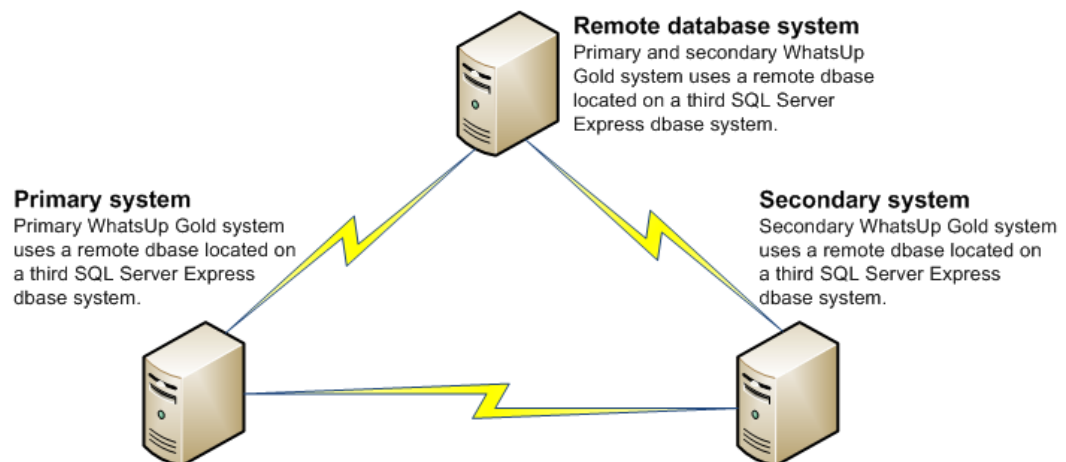 Remote database system
Primary and secondary WhatsUp
Gold system uses a remote dbase
located on a third SQL Server
Express dbase system.
Primary system
Primary WhatsUp Gold system
uses a remote dbase located on
a third SQL Server Express
dbase system.
Secondary system
Secondary WhatsUp Gold system
uses a remote dbase located on
a third SQL Server Express
dbase system.